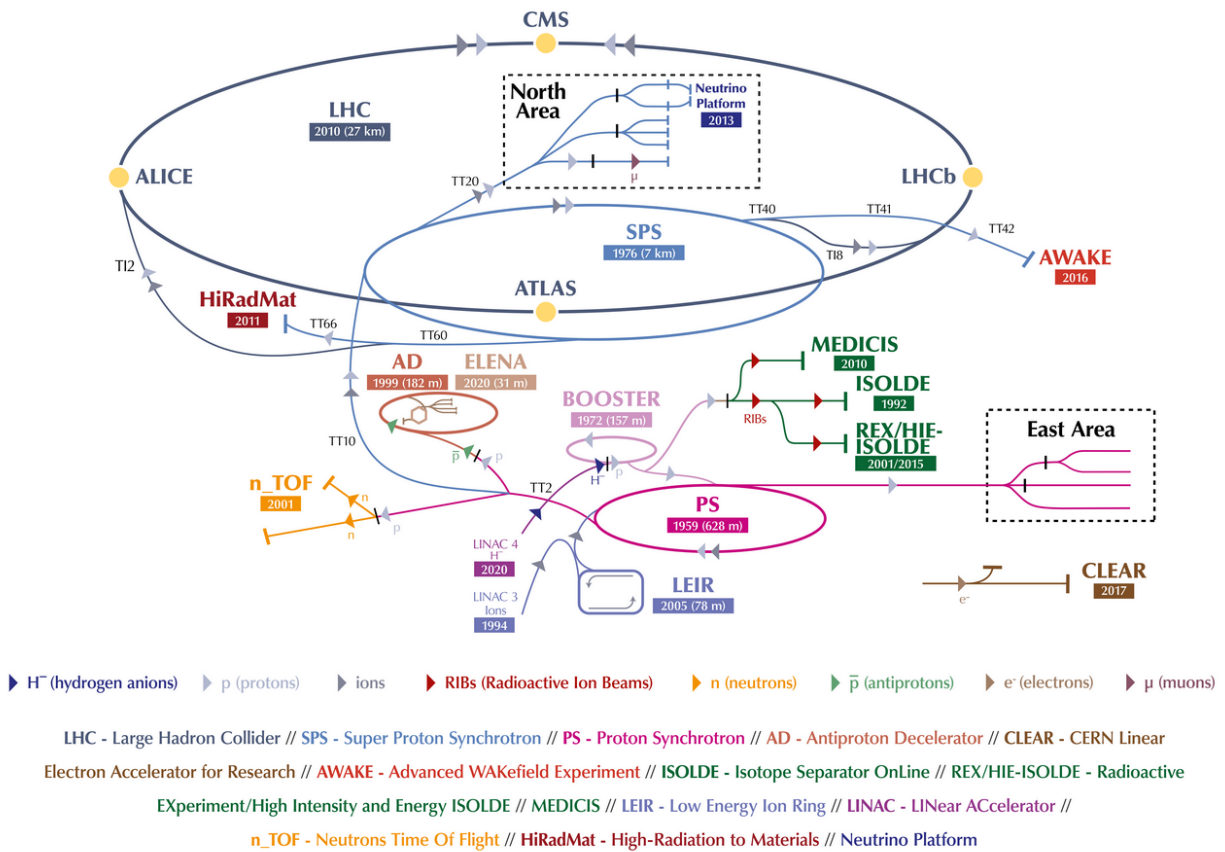 CMS
North
Area
Neutrino
Platform
2013
LHC
2010 (27 km)
μ
ALICE
LHCb
TT20
TT40
TT41
TT42
SPS
1976 (7 km)
TI8
AWAKE
2016
TI2
ATLAS
HiRadMat
2011
TT66
TT60
MEDICIS
2010
AD
1999 (182 m)
ELENA
2020 (31 m)
ISOLDE
1992
BOOSTER
1972 (157 m)
RIBs
REX/HIE-
ISOLDE
2001/2015
East Area
TT10
p̅
p
H⁻
p
n_TOF
2001
n
n
p
TT2
PS
1959 (628 m)
LINAC 4
H⁻
2020
LEIR
2005 (78 m)
LINAC 3
Ions
1994
CLEAR
2017
e⁻
H⁻ (hydrogen anions) p (protons) ions RIBs (Radioactive Ion Beams) n (neutrons) p̅ (antiprotons) e⁻ (electrons) μ (muons)
LHC - Large Hadron Collider // SPS - Super Proton Synchrotron // PS - Proton Synchrotron // AD - Antiproton Decelerator // CLEAR - CERN Linear
Electron Accelerator for Research // AWAKE - Advanced WAKefield Experiment // ISOLDE - Isotope Separator OnLine // REX/HIE-ISOLDE - Radioactive
EXperiment/High Intensity and Energy ISOLDE // MEDICIS // LEIR - Low Energy Ion Ring // LINAC - LINear ACcelerator //
n_TOF - Neutrons Time Of Flight // HiRadMat - High-Radiation to Materials // Neutrino Platform